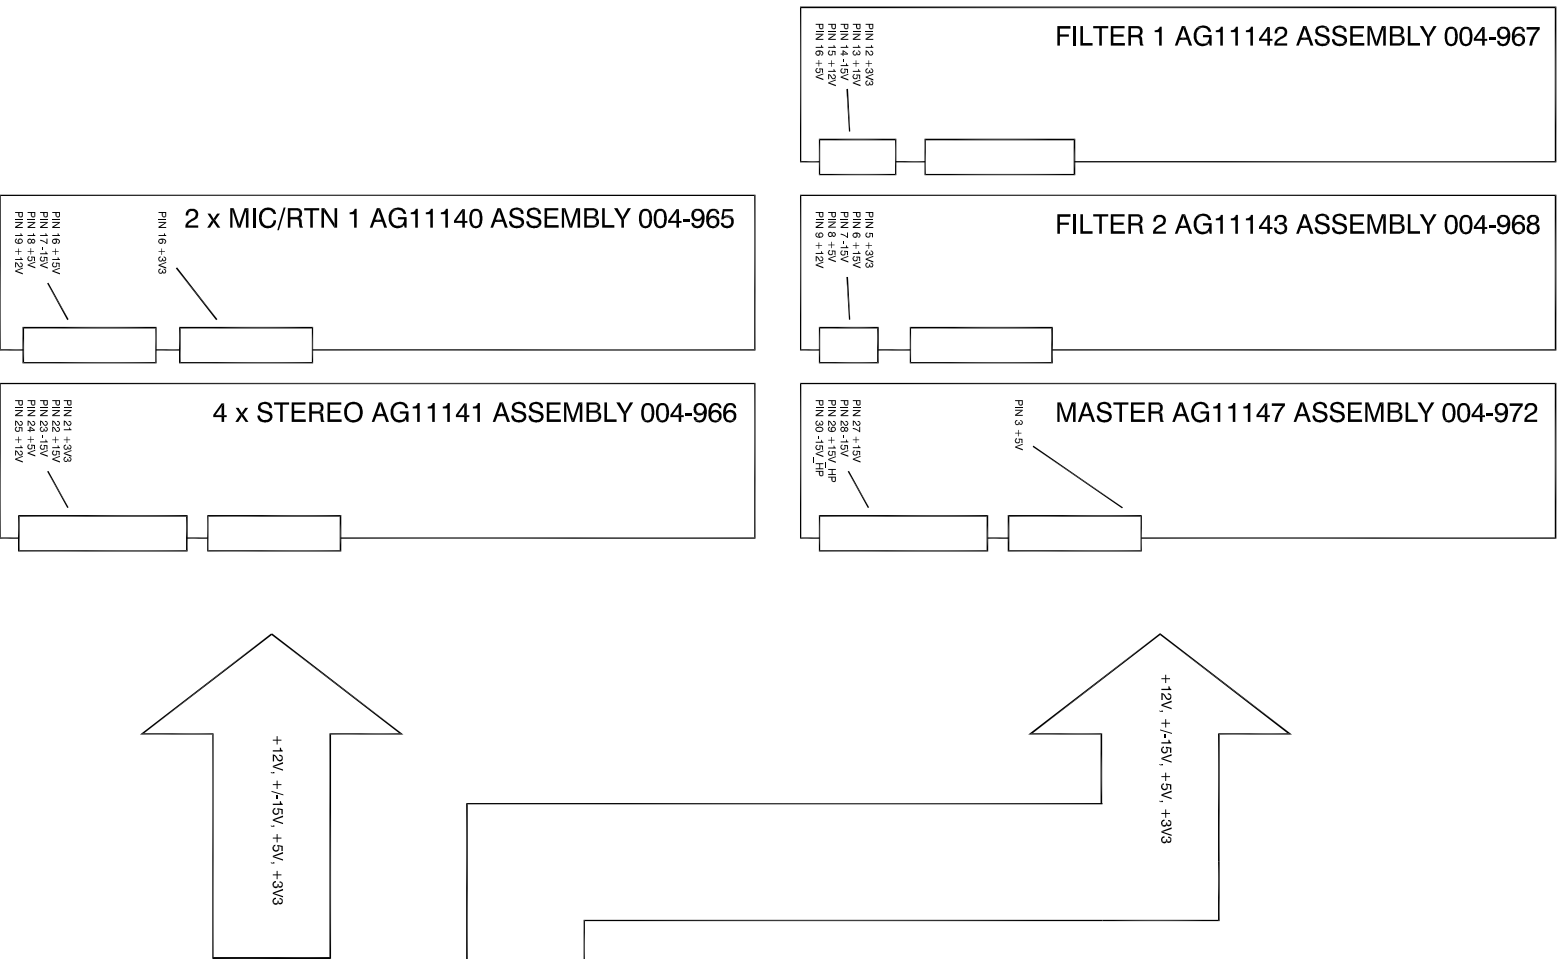 FILTER 1 AG11142 ASSEMBLY 004-967
PIN 12 +3V3
PIN 13 +15V
PIN 14 -15V
PIN 15 +12V
PIN 16 +5V
2 x MIC/RTN 1 AG11140 ASSEMBLY 004-965
PIN 16 +15V
PIN 17 -15V
PIN 18 +5V
PIN 19 +12V
PIN 16 +3V3
FILTER 2 AG11143 ASSEMBLY 004-968
PIN 5 +3V3
PIN 6 +15V
PIN 7 -15V
PIN 8 +5V
PIN 9 +12V
4 x STEREO AG11141 ASSEMBLY 004-966
PIN 21 +3V3
PIN 22 +15V
PIN 23 -15V
PIN 24 +5V
PIN 25 +12V
MASTER AG11147 ASSEMBLY 004-972
PIN 27 +15V
PIN 28 -15V
PIN 29 +15V_HP
PIN 30 -15V_HP
PIN 3 +5V
+12V, +/-15V, +5V, +3V3
+12V, +/-15V, +5V, +3V3